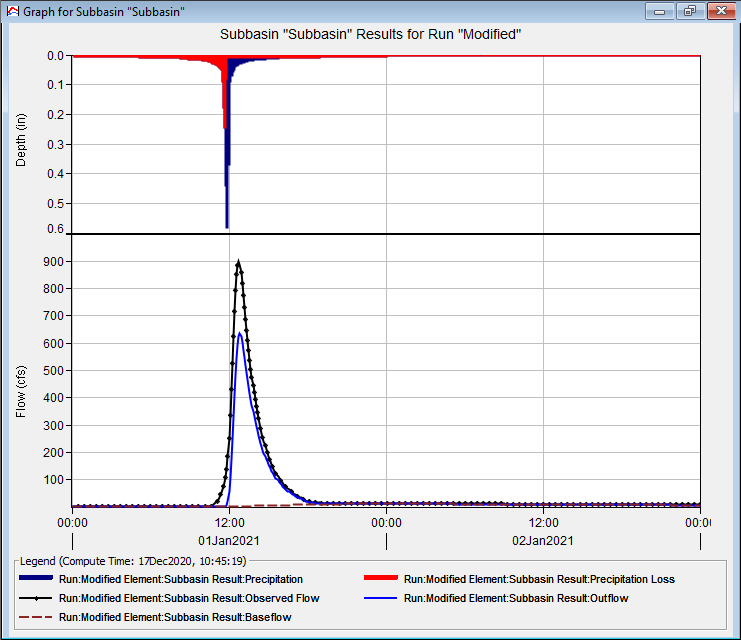 Graph for Subbasin "Subbasin"
Subbasin "Subbasin" Results for Run "Modified"
0.0
0.1
0.2
0.3
0.4
0.5
0.6
Depth (in)
900
800
700
600
500
400
300
200
100
Flow (cfs)
00:00 12:00 00:00 12:00 00:0
01Jan2021 02Jan2021
Legend (Compute Time: 17Dec2020, 10:45:19)
Run:Modified Element:Subbasin Result:Precipitation Run:Modified Element:Subbasin Result:Precipitation Loss
Run:Modified Element:Subbasin Result:Observed Flow Run:Modified Element:Subbasin Result:Outflow
Run:Modified Element:Subbasin Result:Baseflow